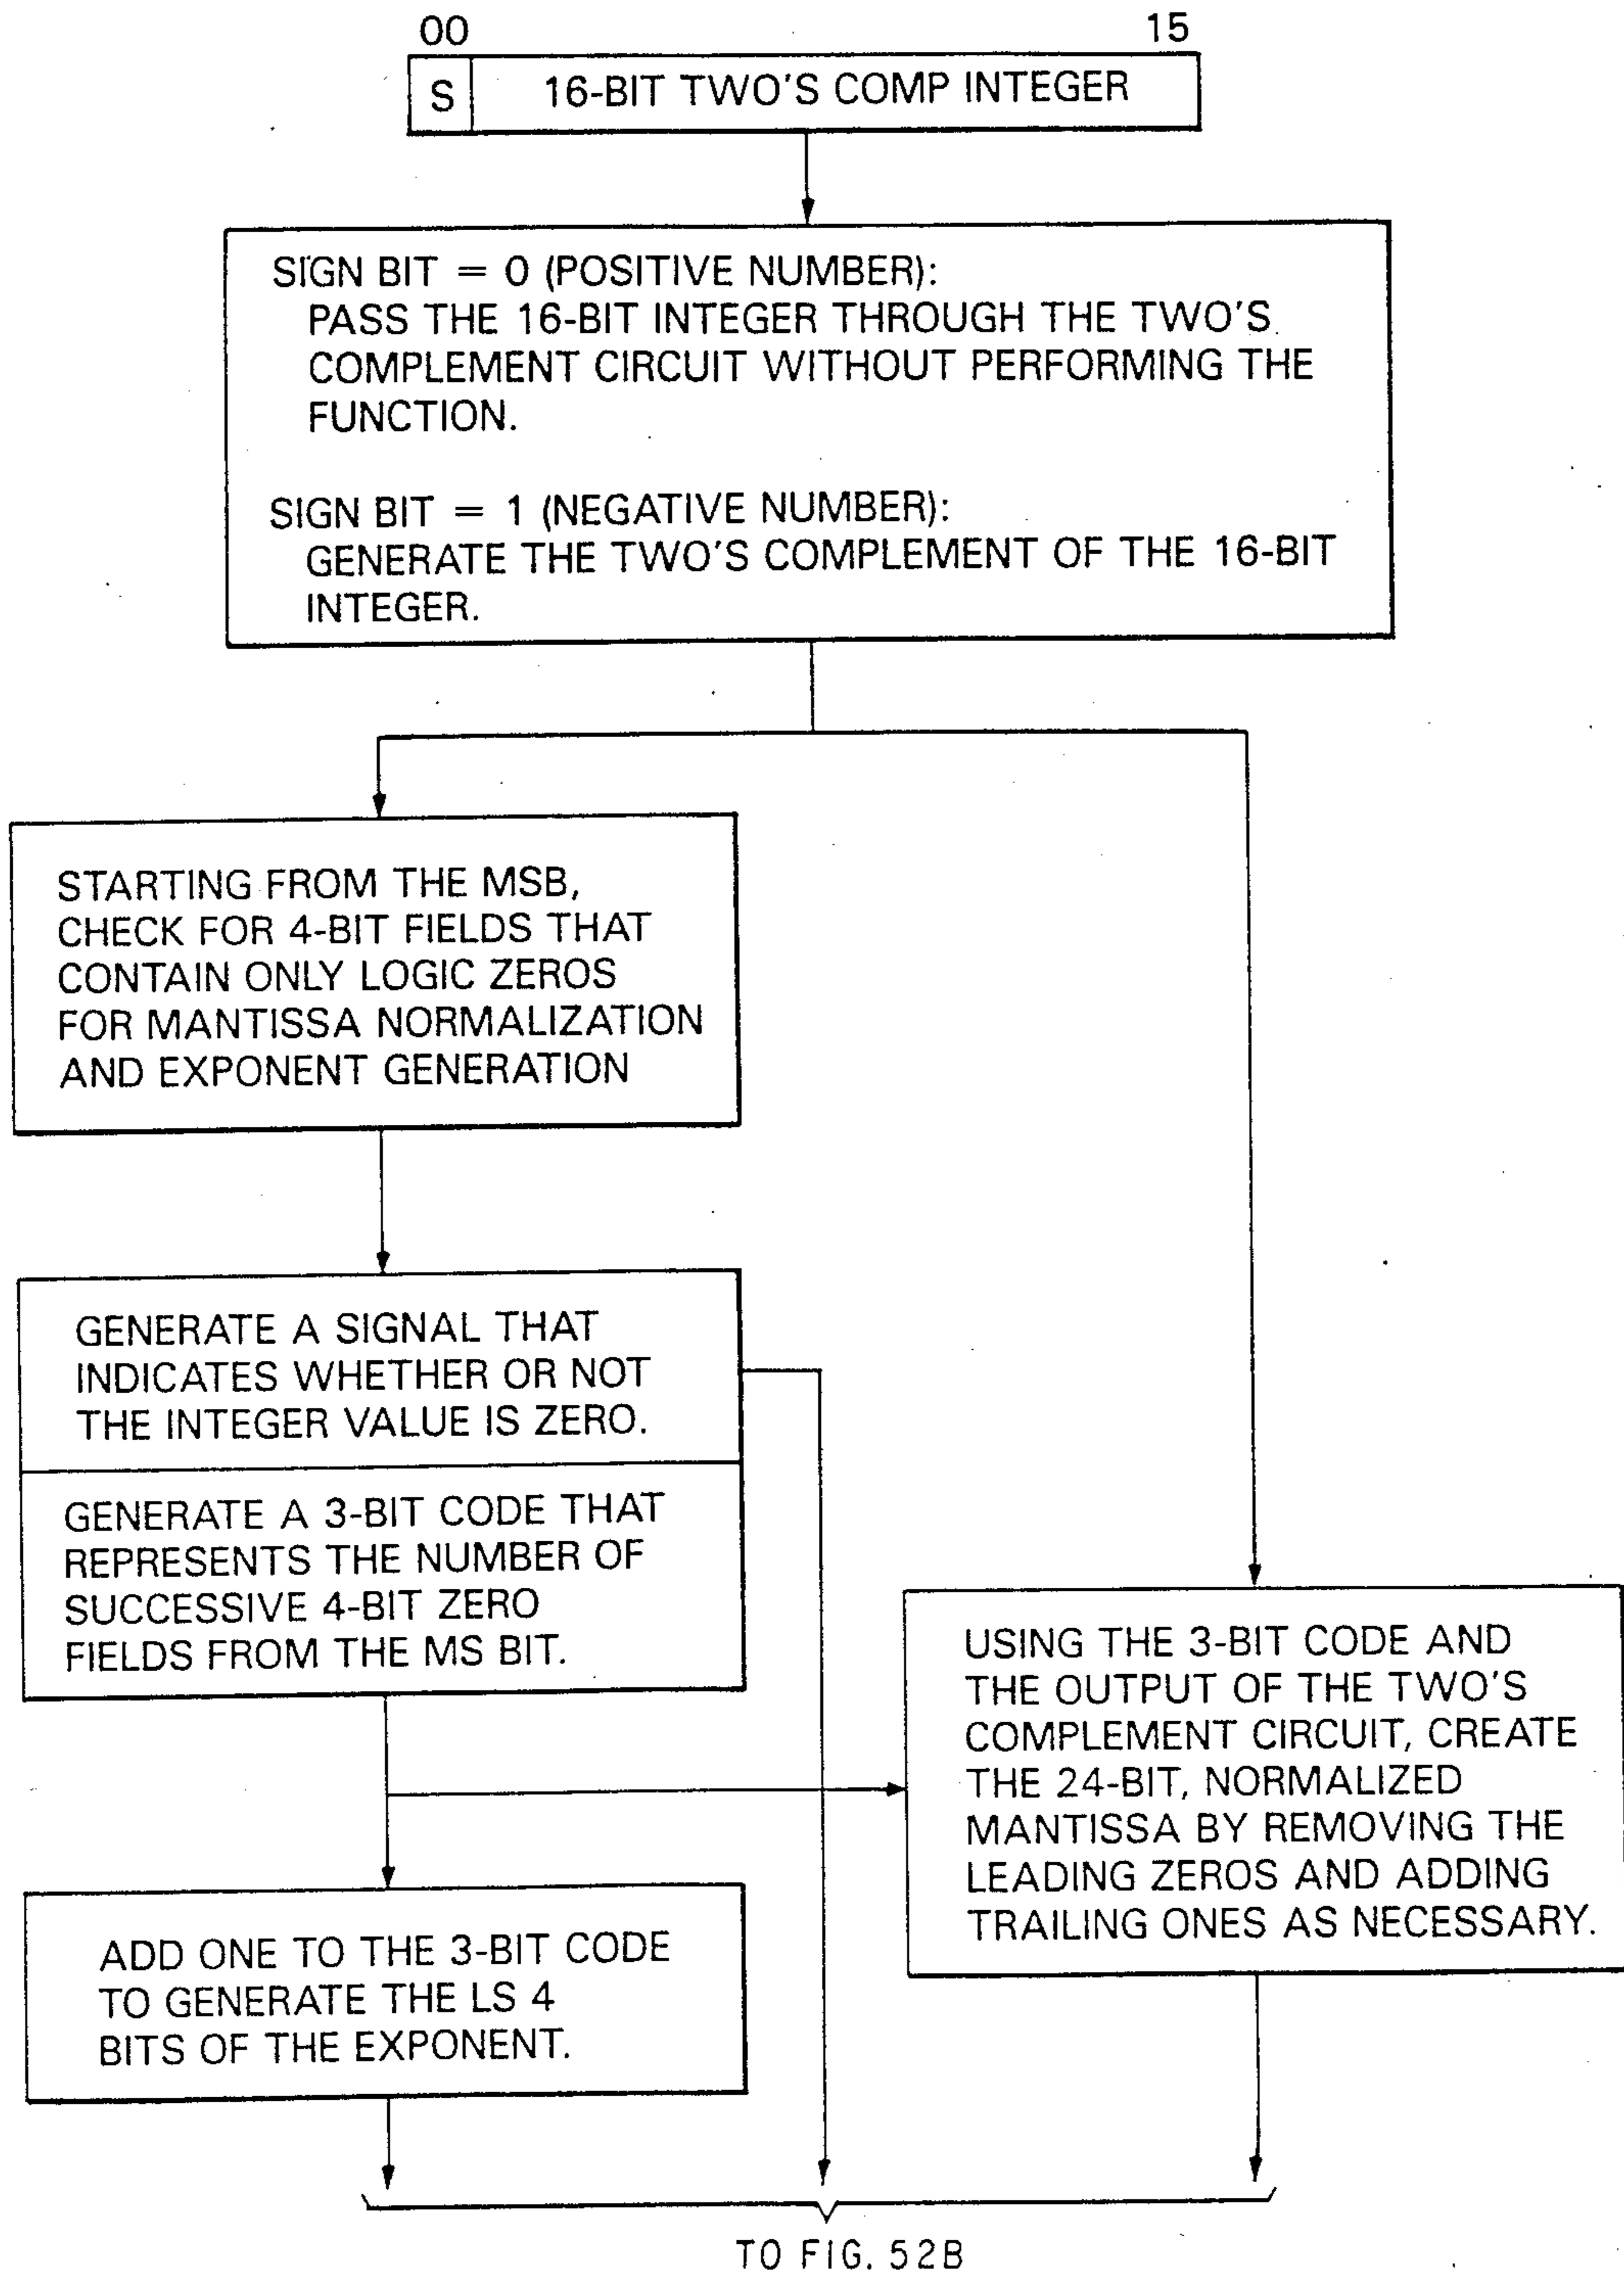 00 15
S 16-BIT TWO'S COMP INTEGER
SIGN BIT = 0 (POSITIVE NUMBER):
PASS THE 16-BIT INTEGER THROUGH THE TWO'S
COMPLEMENT CIRCUIT WITHOUT PERFORMING THE
FUNCTION.
SIGN BIT = 1 (NEGATIVE NUMBER):
GENERATE THE TWO'S COMPLEMENT OF THE 16-BIT
INTEGER.
STARTING FROM THE MSB,
CHECK FOR 4-BIT FIELDS THAT
CONTAIN ONLY LOGIC ZEROS
FOR MANTISSA NORMALIZATION
AND EXPONENT GENERATION
GENERATE A SIGNAL THAT
INDICATES WHETHER OR NOT
THE INTEGER VALUE IS ZERO.
GENERATE A 3-BIT CODE THAT
REPRESENTS THE NUMBER OF
SUCCESSIVE 4-BIT ZERO
FIELDS FROM THE MS BIT.
USING THE 3-BIT CODE AND
THE OUTPUT OF THE TWO'S
COMPLEMENT CIRCUIT, CREATE
THE 24-BIT, NORMALIZED
MANTISSA BY REMOVING THE
LEADING ZEROS AND ADDING
TRAILING ONES AS NECESSARY.
ADD ONE TO THE 3-BIT CODE
TO GENERATE THE LS 4
BITS OF THE EXPONENT.
TO FIG. 52B